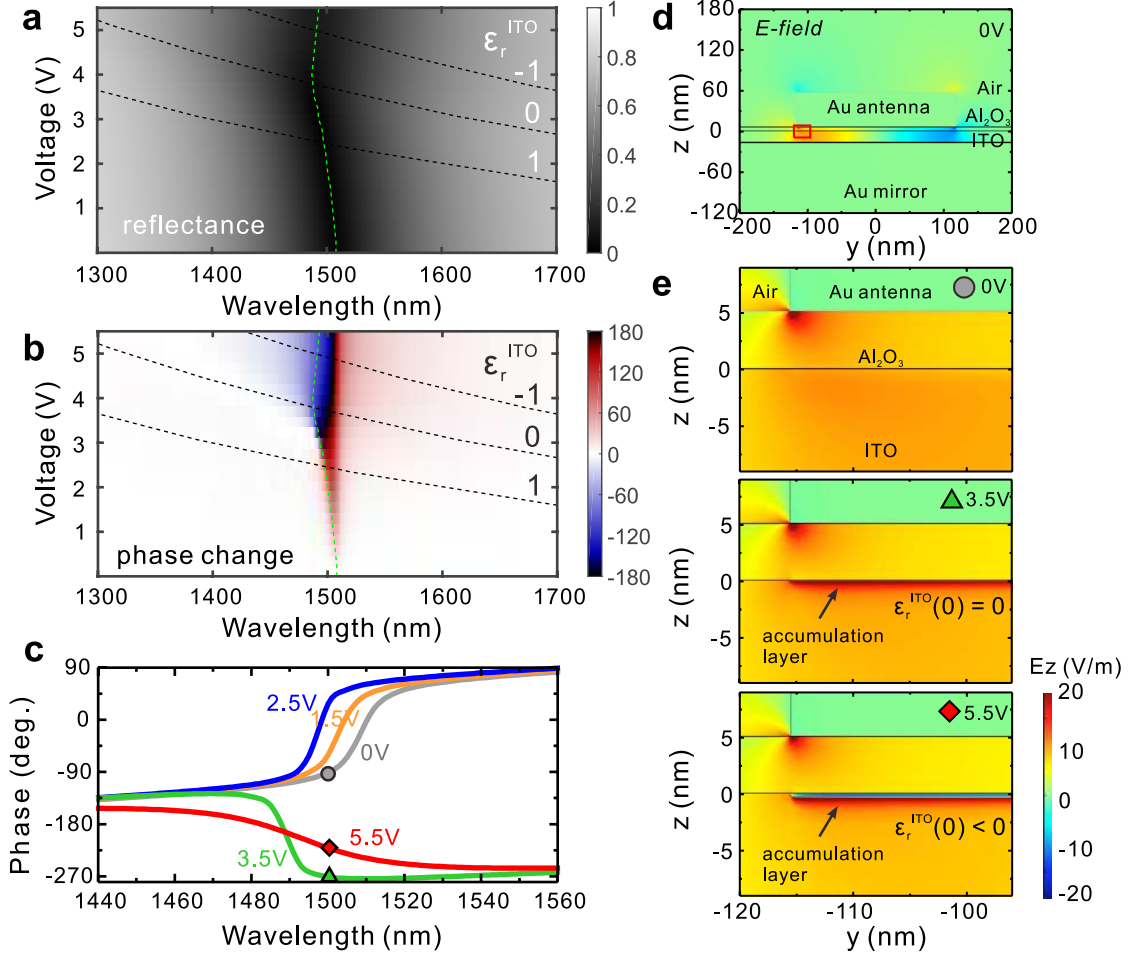 a
Voltage (V)
5
4
3
2
1
εr^ITO
-1
0
1
reflectance
1300 1400 1500 1600 1700
Wavelength (nm)
1
0.8
0.6
0.4
0.2
0
b
Voltage (V)
5
4
3
2
1
εr^ITO
-1
0
1
phase change
1300 1400 1500 1600 1700
Wavelength (nm)
180
120
60
0
-60
-120
-180
c
Phase (deg.)
90
0
-90
-180
-270
2.5V
1.5V
0V
5.5V
3.5V
1440 1460 1480 1500 1520 1540 1560
Wavelength (nm)
d
z (nm)
180
120
60
0
-60
-120
E-field
0V
Air
Au antenna
Al2O3
ITO
Au mirror
-200 -100 0 100 200
y (nm)
e
z (nm)
5
0
-5
Air
Au antenna
0V
Al2O3
ITO
z (nm)
5
0
-5
3.5V
εr^ITO(0) = 0
accumulation
layer
z (nm)
5
0
-5
5.5V
εr^ITO(0) < 0
accumulation
layer
-120 -110 -100
y (nm)
Ez (V/m)
20
10
0
-10
-20